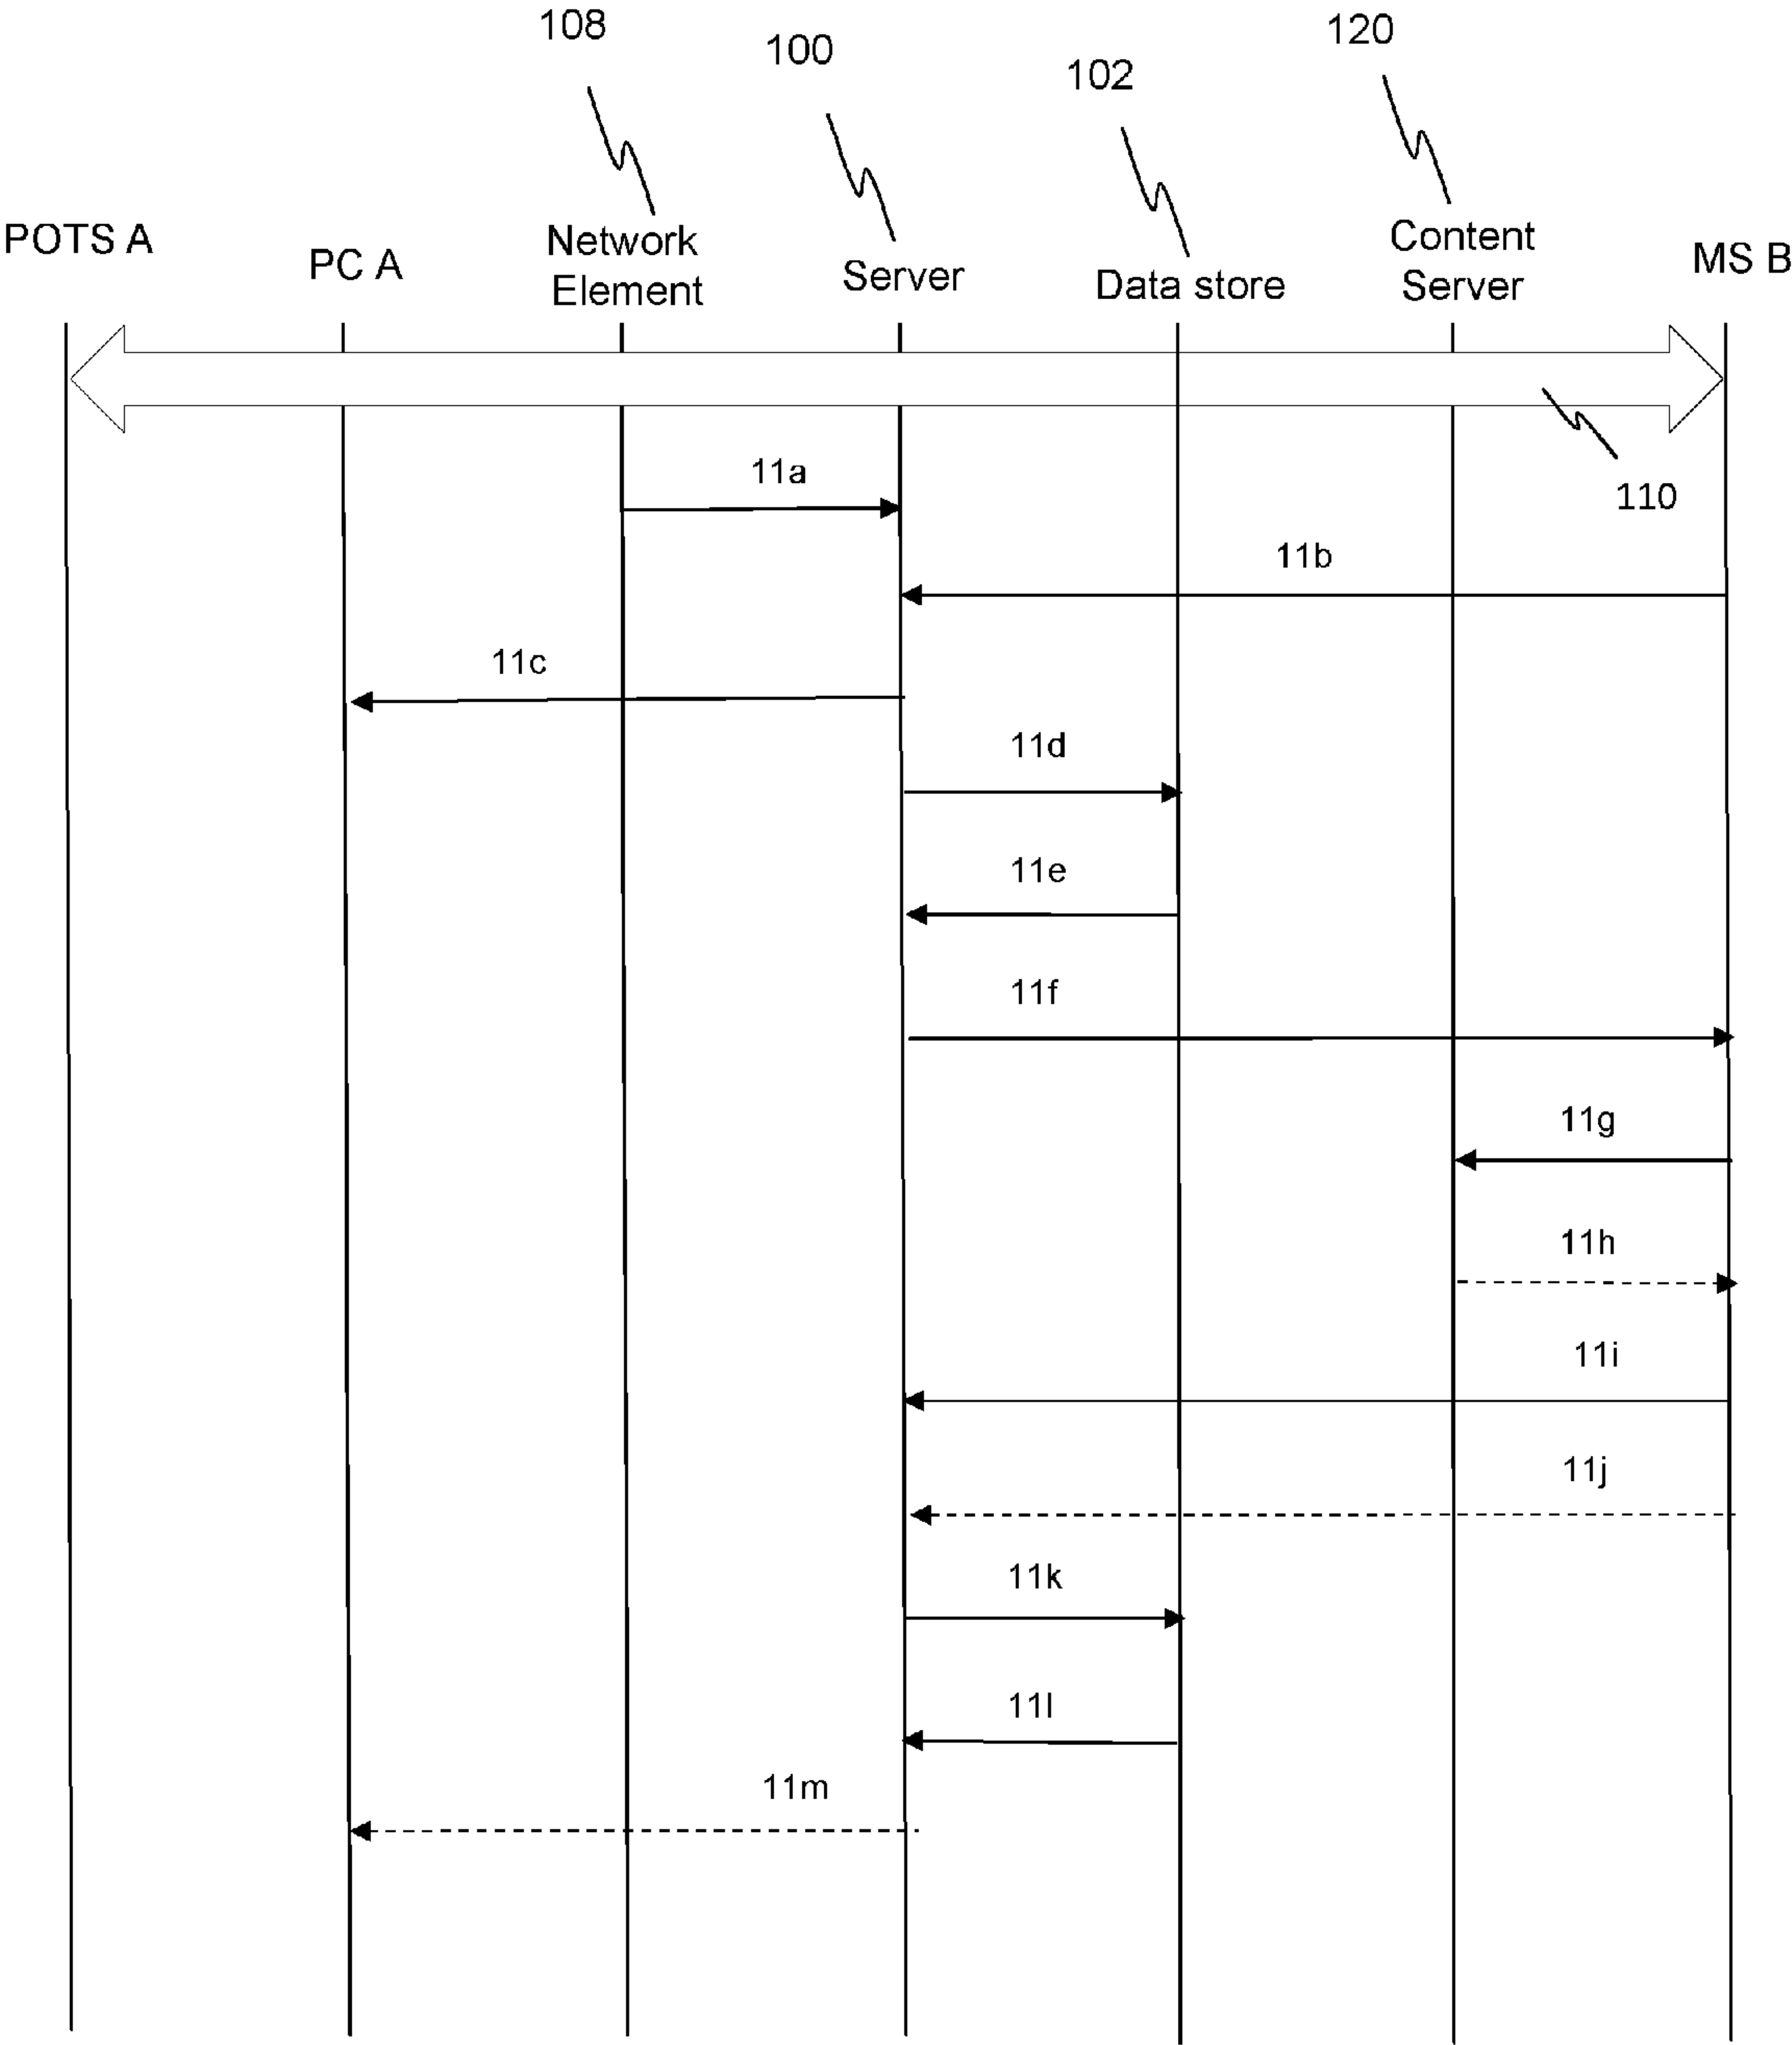 108
100
120
102
POTS A
PC A
Network
Element
Server
Data store
Content
Server
MS B
110
11a
11b
11c
11d
11e
11f
11g
11h
11i
11j
11k
11l
11m